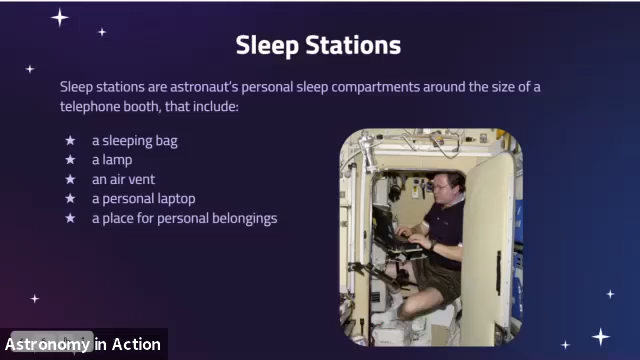 Sleep Stations
Sleep stations are astronaut's personal sleep compartments around the size of a
telephone booth, that include:
★ a sleeping bag
★ a lamp
★ an air vent
★ a personal laptop
★ a place for personal belongings
Astronomy in Action